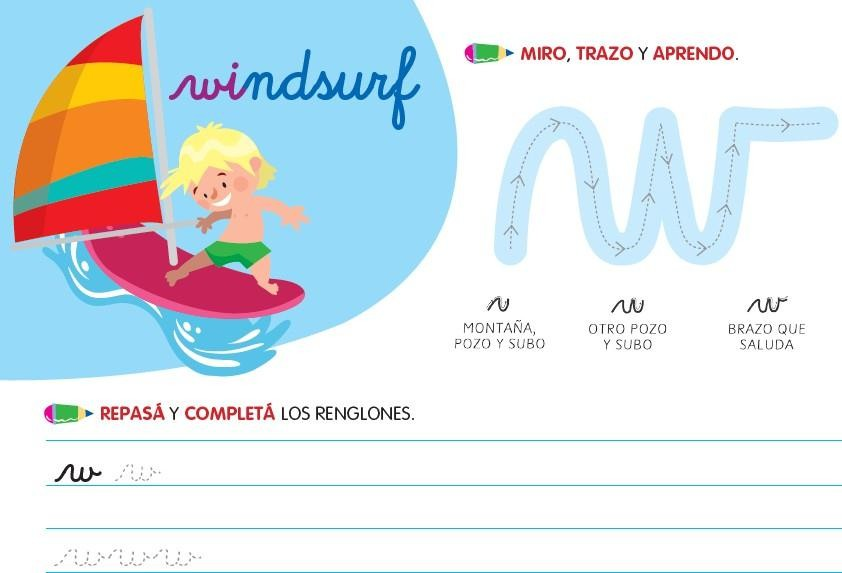 windsurf
MIRO, TRAZO Y APRENDO.
w
MONTAÑA,
POZO Y SUBO
OTRO POZO
Y SUBO
w
BRAZO QUE
SALUDA
REPASÁ Y COMPLETÁ LOS RENGLONES.
w w
w w w